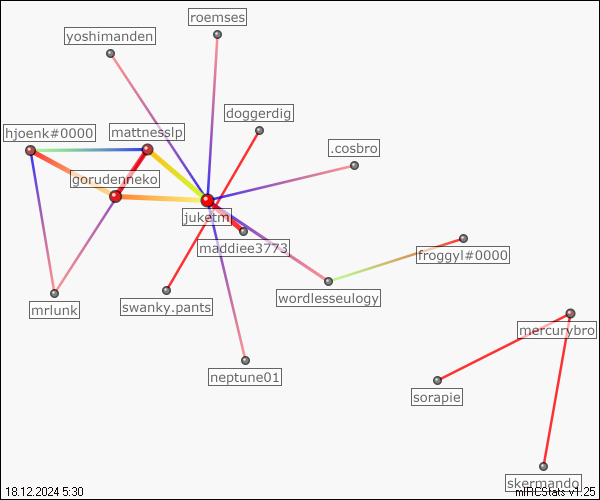 roemses
yoshimanden
doggerdig
hjoenk#0000
mattnesslp
.cosbro
gorudenneko
juketm
maddiee3773
froggyl#0000
mrlunk
swanky.pants
wordlesseulogy
mercurybro
neptune01
sorapie
skermando
18.12.2024 5:30
mIRCStats v1.25